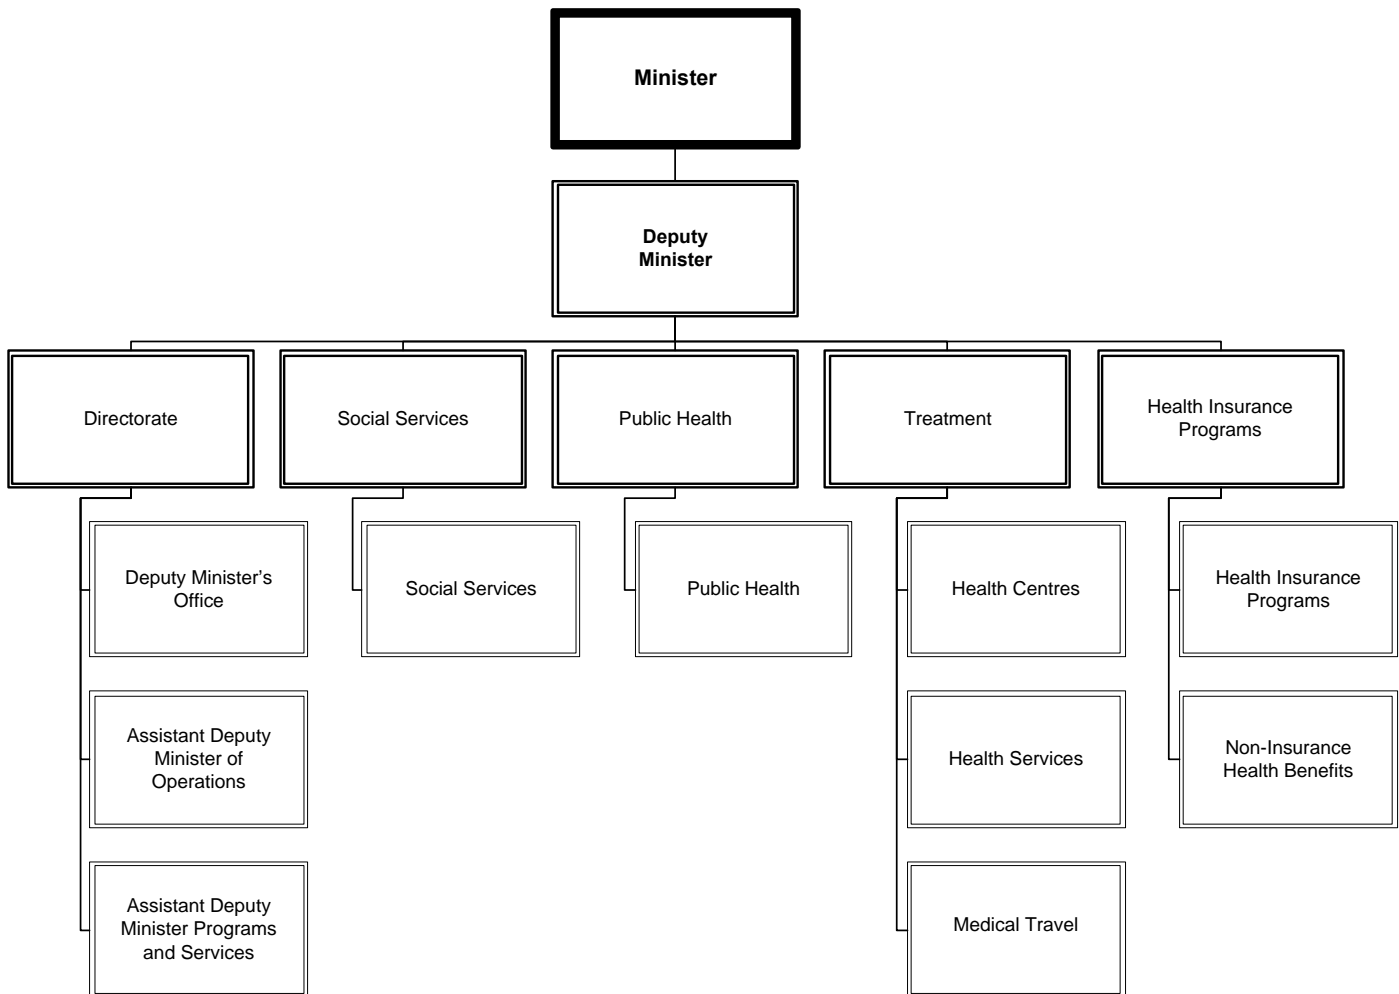 Minister
Deputy
Minister
Directorate
Social Services
Public Health
Treatment
Health Insurance
Programs
Deputy Minister’s
Office
Social Services
Public Health
Health Centres
Health Insurance
Programs
Assistant Deputy
Minister of
Operations
Health Services
Non-Insurance
Health Benefits
Assistant Deputy
Minister Programs
and Services
Medical Travel